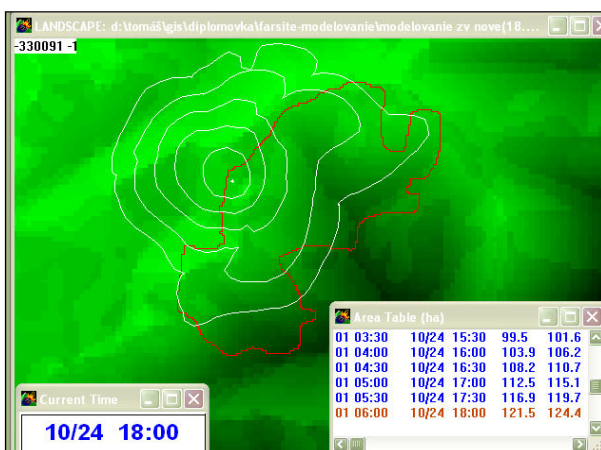 LANDSCAPE: d:\tomáš\gis\diplomovka\farsite-modelovanie\modelovanie zv nove(18....
-330091 -1
Area Table (ha)
01 03:30 10/24 15:30 99.5 101.6
01 04:00 10/24 16:00 103.9 106.2
01 04:30 10/24 16:30 108.2 110.7
01 05:00 10/24 17:00 112.5 115.1
01 05:30 10/24 17:30 116.9 119.7
01 06:00 10/24 18:00 121.5 124.4
Current Time
10/24 18:00